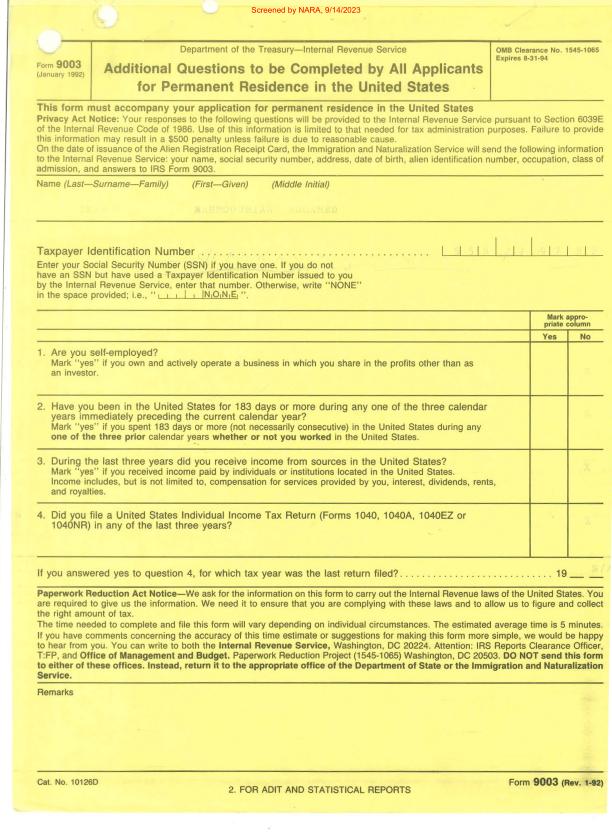 Screened by NARA, 9/14/2023
Form 9003
(January 1992)
Department of the Treasury—Internal Revenue Service
Additional Questions to be Completed by All Applicants
for Permanent Residence in the United States
OMB Clearance No. 1545-1065
Expires 8-31-94
This form must accompany your application for permanent residence in the United States
Privacy Act Notice: Your responses to the following questions will be provided to the Internal Revenue Service pursuant to Section 6039E
of the Internal Revenue Code of 1986. Use of this information is limited to that needed for tax administration purposes. Failure to provide
this information may result in a $500 penalty unless failure is due to reasonable cause.
On the date of issuance of the Alien Registration Receipt Card, the Immigration and Naturalization Service will send the following information
to the Internal Revenue Service: your name, social security number, address, date of birth, alien identification number, occupation, class of
admission, and answers to IRS Form 9003.
Name (Last—Surname—Family) (First—Given) (Middle Initial)
Taxpayer Identification Number
Enter your Social Security Number (SSN) if you have one. If you do not
have an SSN but have used a Taxpayer Identification Number issued to you
by the Internal Revenue Service, enter that number. Otherwise, write "NONE"
in the space provided; i.e., " N O N E ".
Mark appro-
priate column
Yes No
1. Are you self-employed?
Mark "yes" if you own and actively operate a business in which you share in the profits other than as
an investor.
2. Have you been in the United States for 183 days or more during any one of the three calendar
years immediately preceding the current calendar year?
Mark "yes" if you spent 183 days or more (not necessarily consecutive) in the United States during any
one of the three prior calendar years whether or not you worked in the United States.
3. During the last three years did you receive income from sources in the United States?
Mark "yes" if you received income paid by individuals or institutions located in the United States.
Income includes, but is not limited to, compensation for services provided by you, interest, dividends, rents,
and royalties.
X
4. Did you file a United States Individual Income Tax Return (Forms 1040, 1040A, 1040EZ or
1040NR) in any of the last three years?
X
If you answered yes to question 4, for which tax year was the last return filed? 19
Paperwork Reduction Act Notice—We ask for the information on this form to carry out the Internal Revenue laws of the United States. You
are required to give us the information. We need it to ensure that you are complying with these laws and to allow us to figure and collect
the right amount of tax.
The time needed to complete and file this form will vary depending on individual circumstances. The estimated average time is 5 minutes.
If you have comments concerning the accuracy of this time estimate or suggestions for making this form more simple, we would be happy
to hear from you. You can write to both the Internal Revenue Service, Washington, DC 20224. Attention: IRS Reports Clearance Officer,
T:FP, and Office of Management and Budget. Paperwork Reduction Project (1545-1065) Washington, DC 20503. DO NOT send this form
to either of these offices. Instead, return it to the appropriate office of the Department of State or the Immigration and Naturalization
Service.
Remarks
Cat. No. 10126D
2. FOR ADIT AND STATISTICAL REPORTS
Form 9003 (Rev. 1-92)